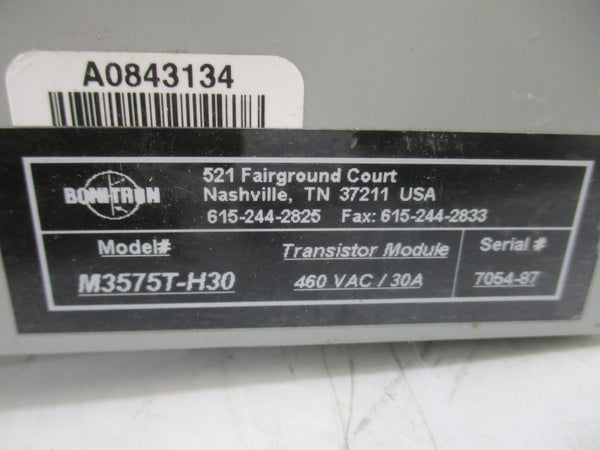 A0843134
BONITRON
521 Fairground Court
Nashville, TN 37211 USA
615-244-2825 Fax: 615-244-2833
Model# Transistor Module Serial #
M3575T-H30 460 VAC / 30A 7054-87